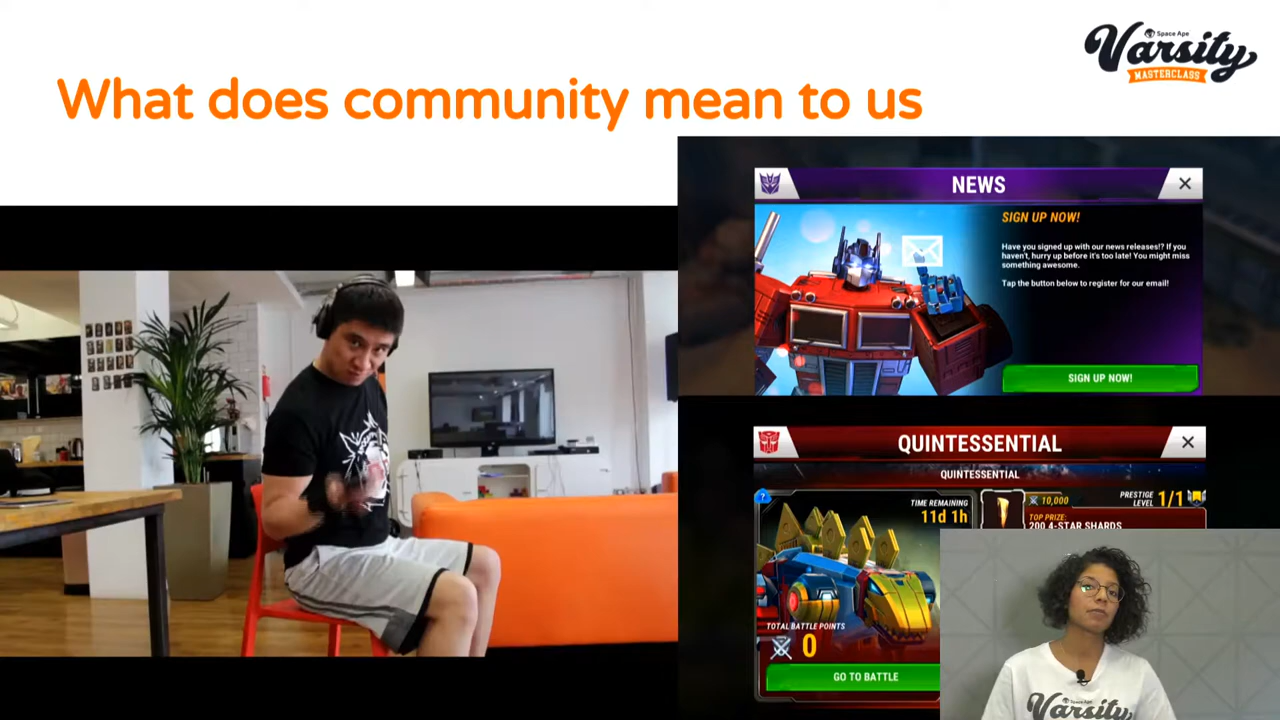 Space Ape
Varsity
MASTERCLASS
What does community mean to us
NEWS
SIGN UP NOW!
Have you signed up with our news releases!? If you
haven't, hurry up before it's too late! You might miss
something awesome.
Tap the button below to register for our email!
SIGN UP NOW!
QUINTESSENTIAL
QUINTESSENTIAL
?
TIME REMAINING
11d 1h
10,000
PRESTIGE
LEVEL
1/1
TOP PRIZE:
200 4-STAR SHARDS
TOTAL BATTLE POINTS
0
GO TO BATTLE
Space Ape
Varsity